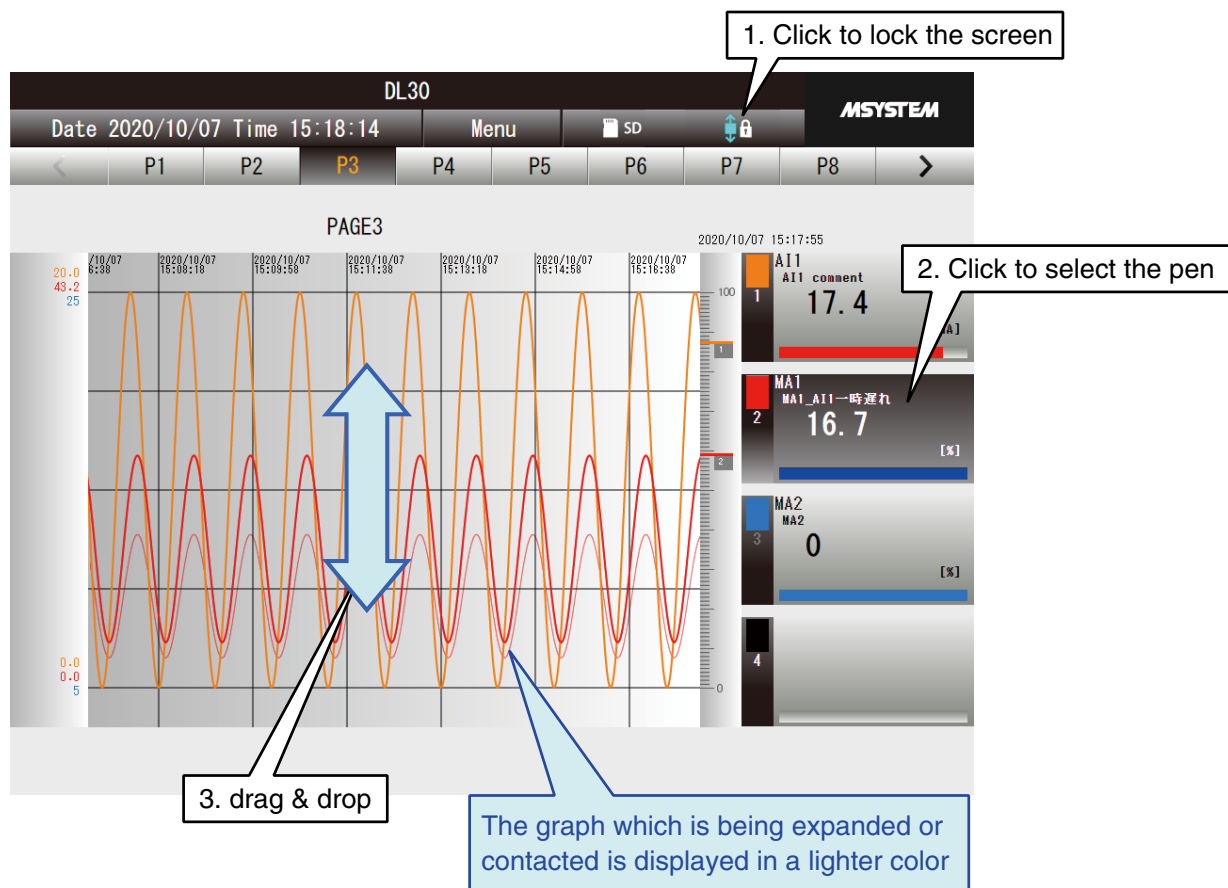 1. Click to lock the screen
DL30
MSYSTEM
Date 2020/10/07 Time 15:18:14
Menu
SD
P1
P2
P3
P4
P5
P6
P7
P8
PAGE3
2020/10/07 15:17:55
/10/07
6:38
2020/10/07
15:08:18
2020/10/07
15:09:58
2020/10/07
15:11:38
2020/10/07
15:13:18
2020/10/07
15:14:58
2020/10/07
15:16:38
20.0
43.2
25
100
1
2
0
0.0
0.0
5
1
AI1
AI1 comment
17.4
A]
2. Click to select the pen
2
MA1
MA1_AI1一時遅れ
16.7
[%]
3
MA2
MA2
0
[%]
4
3. drag & drop
The graph which is being expanded or
contacted is displayed in a lighter color